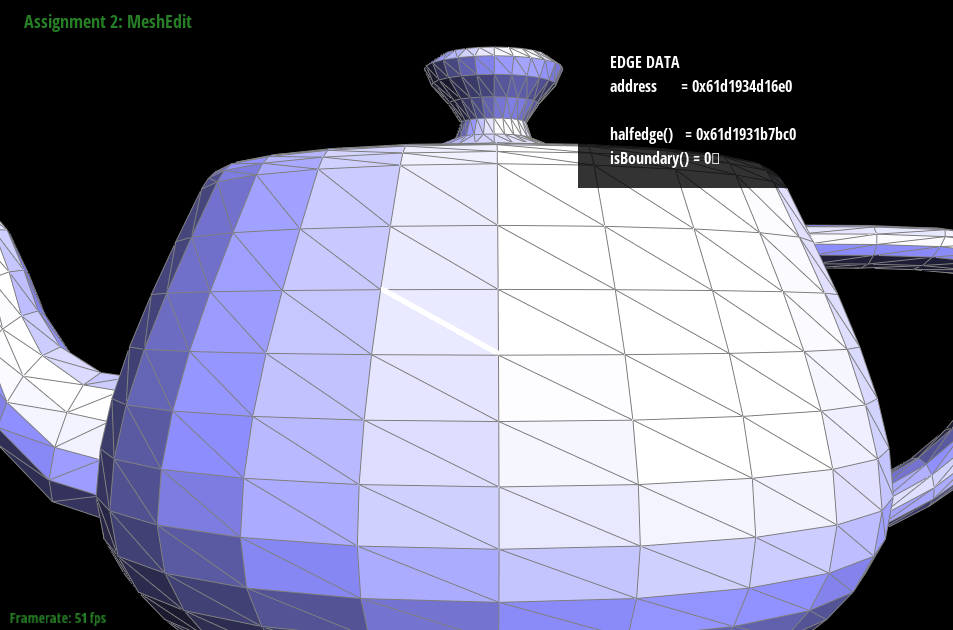 Assignment 2: MeshEdit
EDGE DATA
address = 0x61d1934d16e0
halfedge() = 0x61d1931b7bc0
isBoundary() = 0▯
Framerate: 51 fps